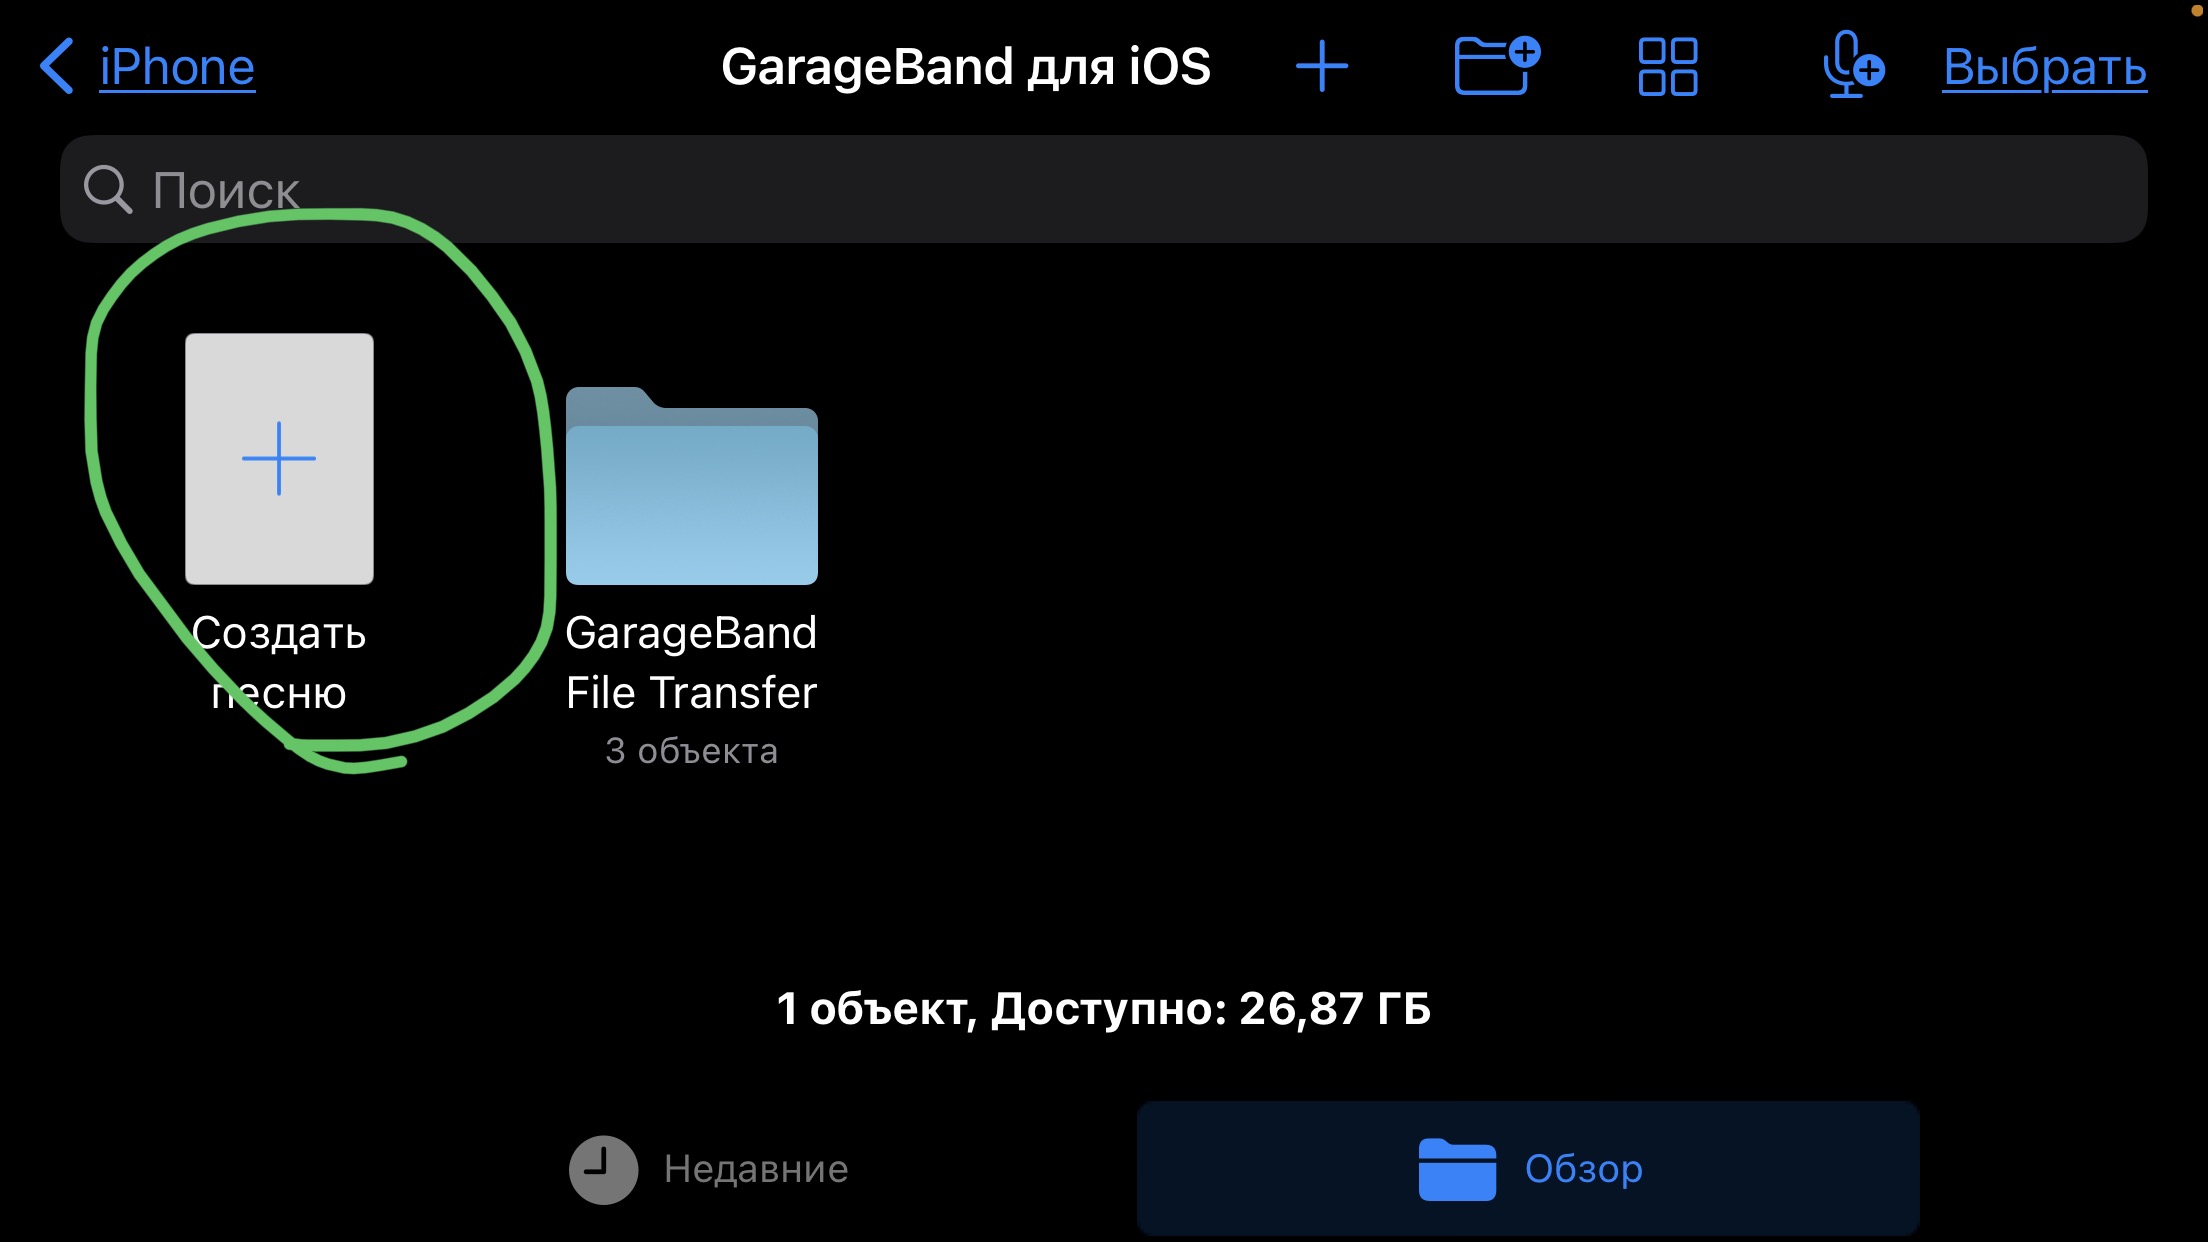 iPhone
GarageBand для iOS
Выбрать
Поиск
Создать
песню
GarageBand
File Transfer
3 объекта
1 объект, Доступно: 26,87 ГБ
Недавние
Обзор